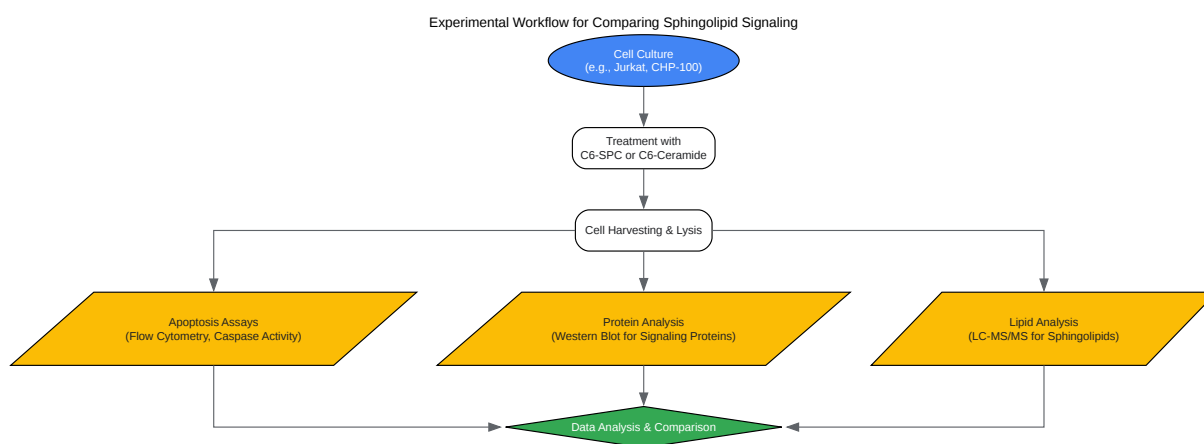 Experimental Workflow for Comparing Sphingolipid Signaling
Cell Culture
(e.g., Jurkat, CHP-100)
Treatment with
C6-SPC or C6-Ceramide
Cell Harvesting & Lysis
Apoptosis Assays
(Flow Cytometry, Caspase Activity)
Protein Analysis
(Western Blot for Signaling Proteins)
Lipid Analysis
(LC-MS/MS for Sphingolipids)
Data Analysis & Comparison